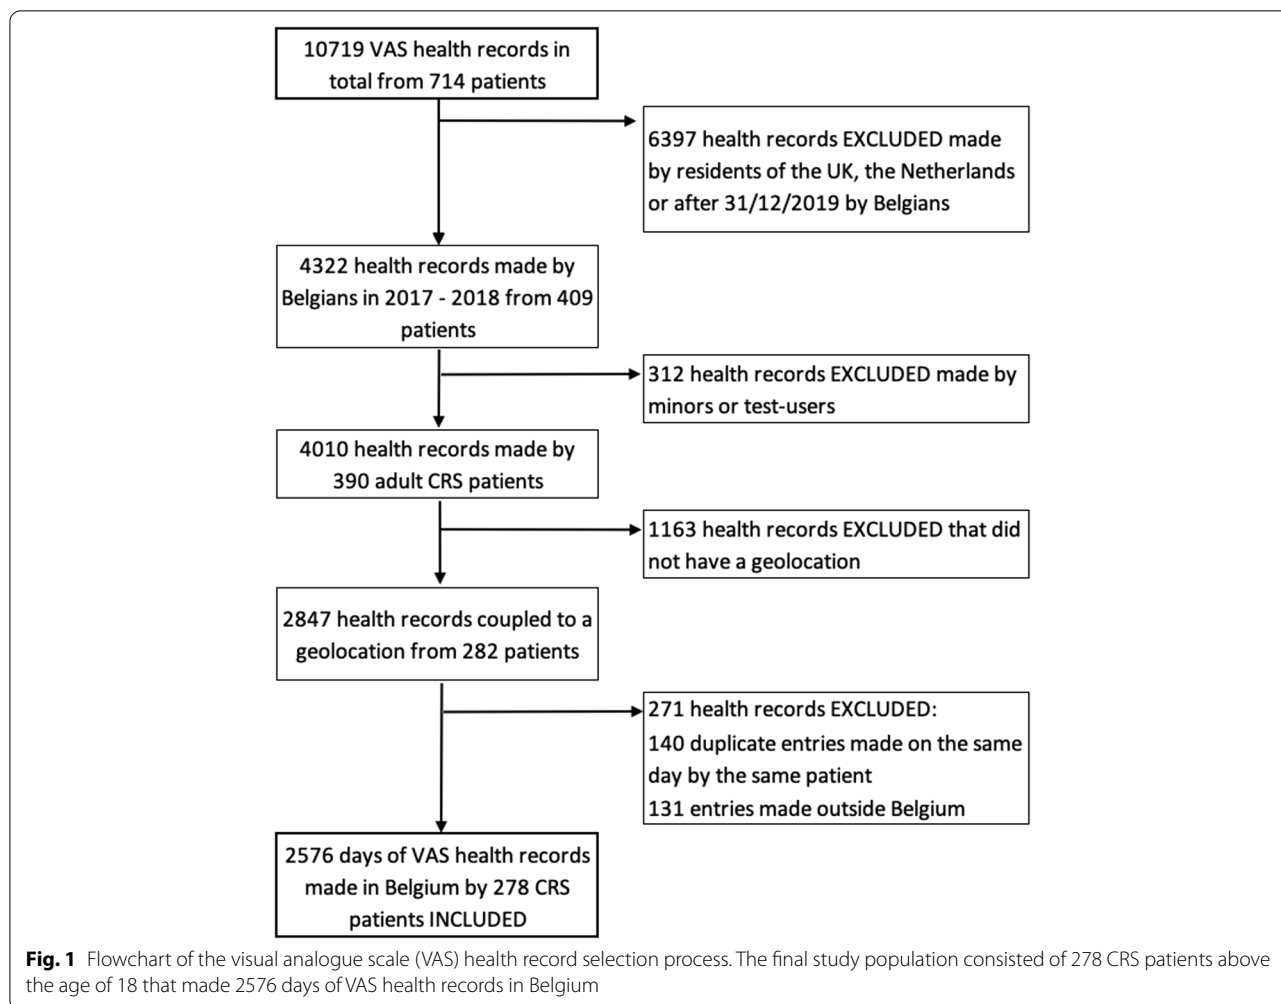 10719 VAS health records in
total from 714 patients
6397 health records EXCLUDED made
by residents of the UK, the Netherlands
or after 31/12/2019 by Belgians
4322 health records made by
Belgians in 2017 - 2018 from 409
patients
312 health records EXCLUDED made by
minors or test-users
4010 health records made by
390 adult CRS patients
1163 health records EXCLUDED that did
not have a geolocation
2847 health records coupled to a
geolocation from 282 patients
271 health records EXCLUDED:
140 duplicate entries made on the same
day by the same patient
131 entries made outside Belgium
2576 days of VAS health records
made in Belgium by 278 CRS
patients INCLUDED
Fig. 1 Flowchart of the visual analogue scale (VAS) health record selection process. The final study population consisted of 278 CRS patients above
the age of 18 that made 2576 days of VAS health records in Belgium